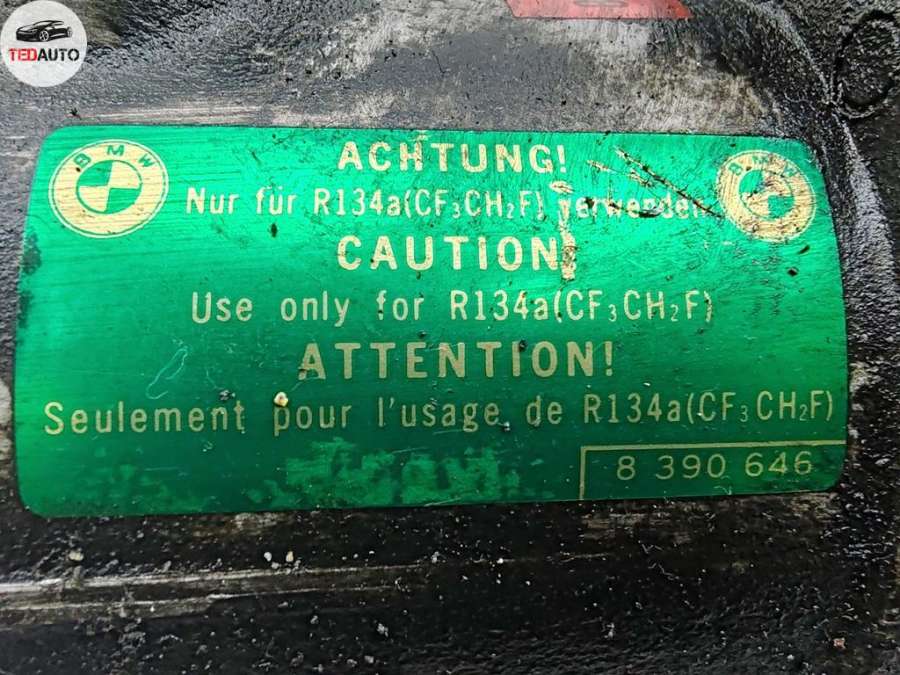 TEDAUTO
BMW
BMW
ACHTUNG!
Nur für R134a(CF₃CH₂F) verwenden
CAUTION!
Use only for R134a(CF₃CH₂F)
ATTENTION!
Seulement pour l'usage de R134a(CF₃CH₂F)
8 390 646